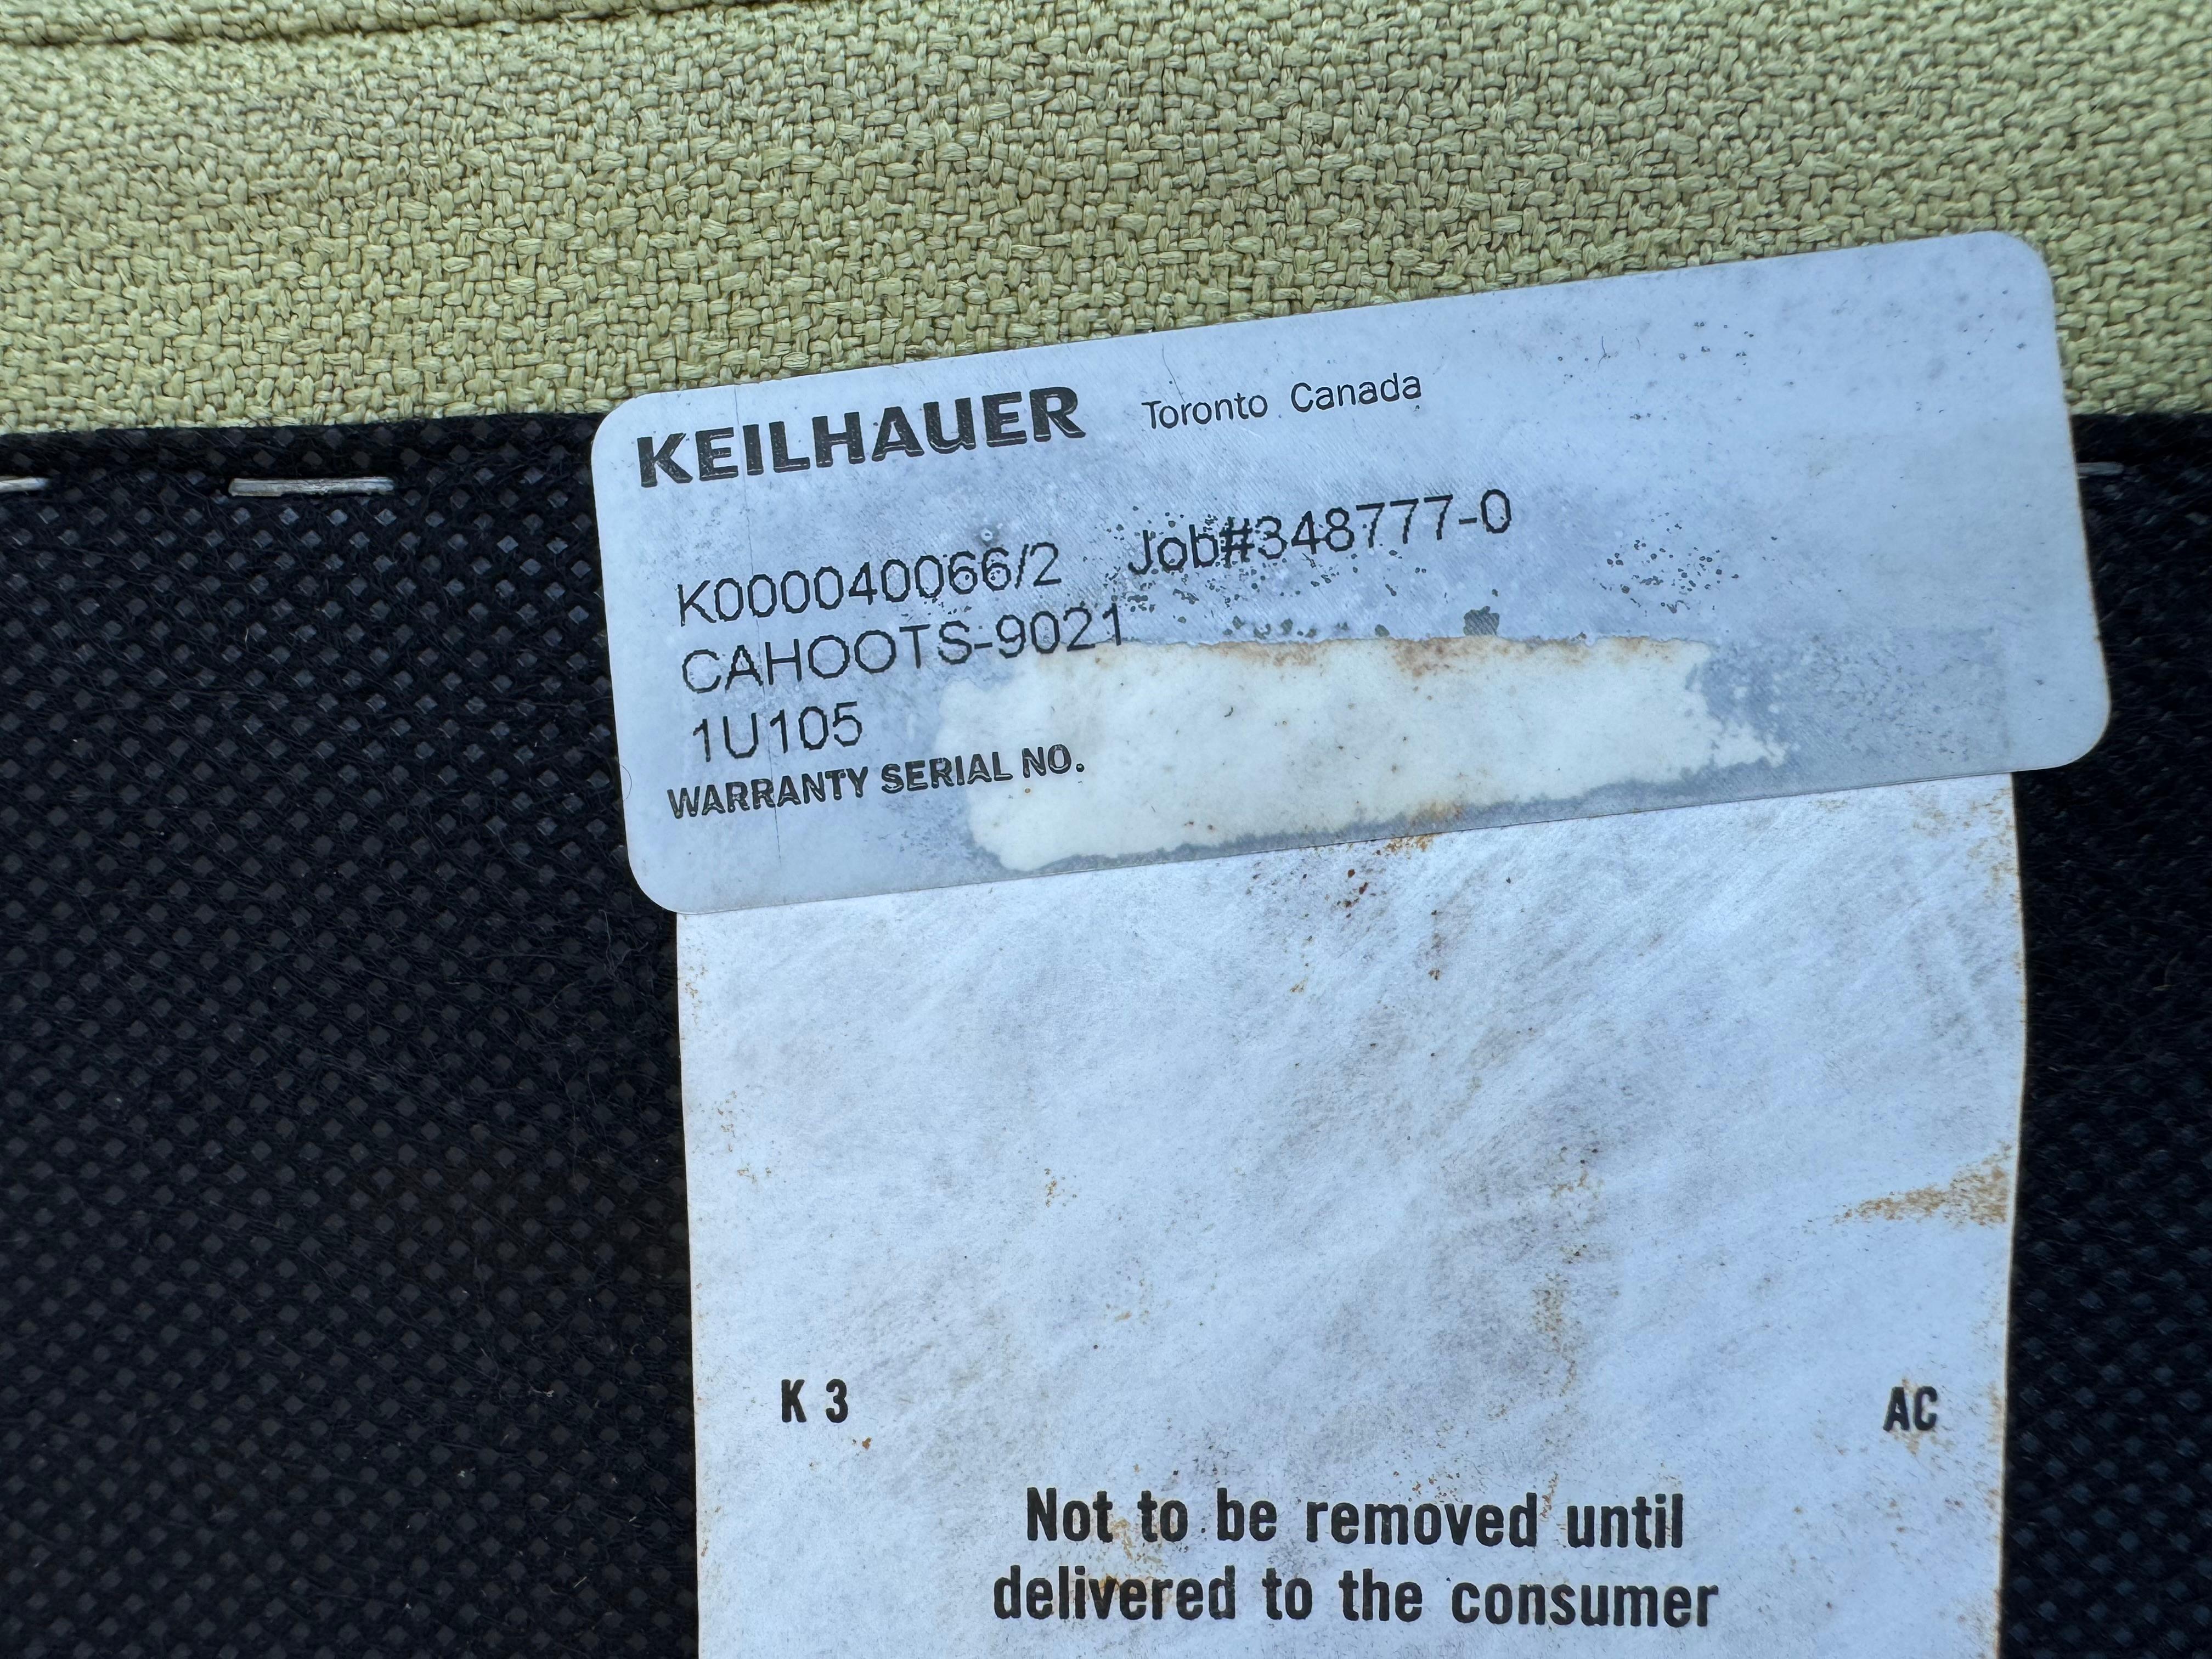 KEILHAUER Toronto Canada
K000040066/2 Job#348777-0
CAHOOTS-9021
1U105
WARRANTY SERIAL NO.
K 3 AC
Not to be removed until
delivered to the consumer